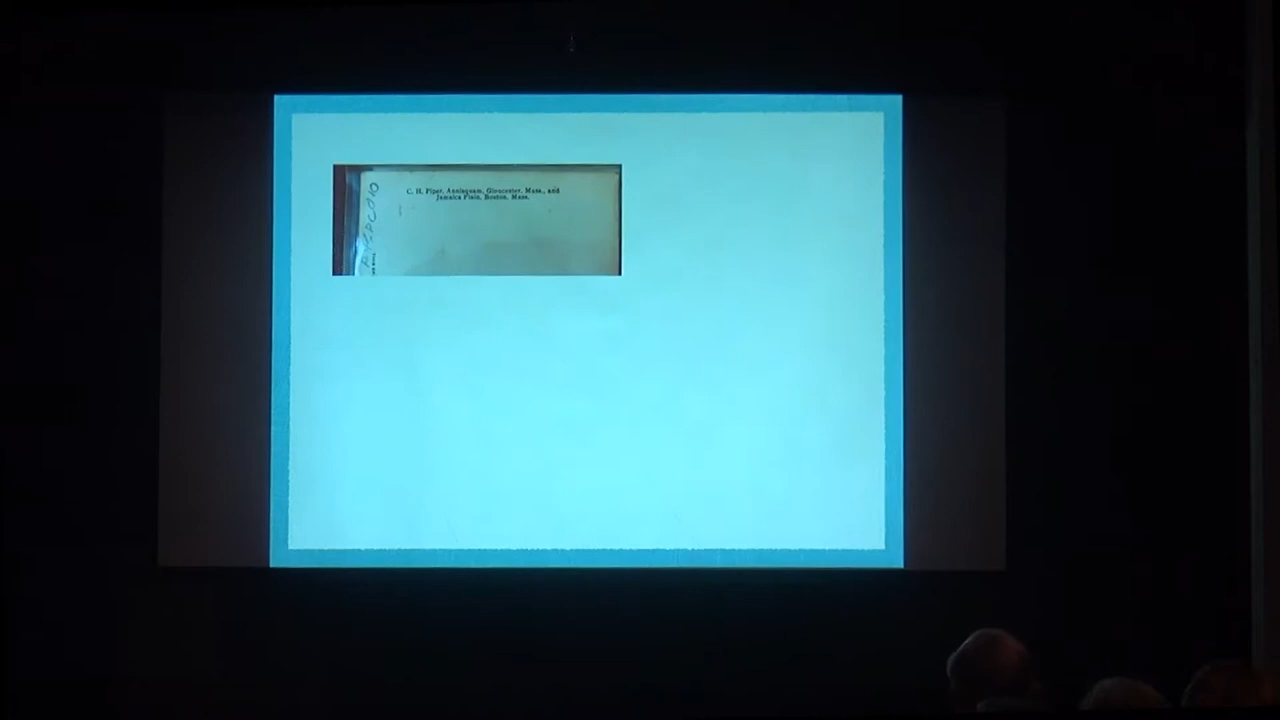 C. H. Piper, Annisquam, Gloucester, Mass., and
Jamaica Plain, Boston, Mass.